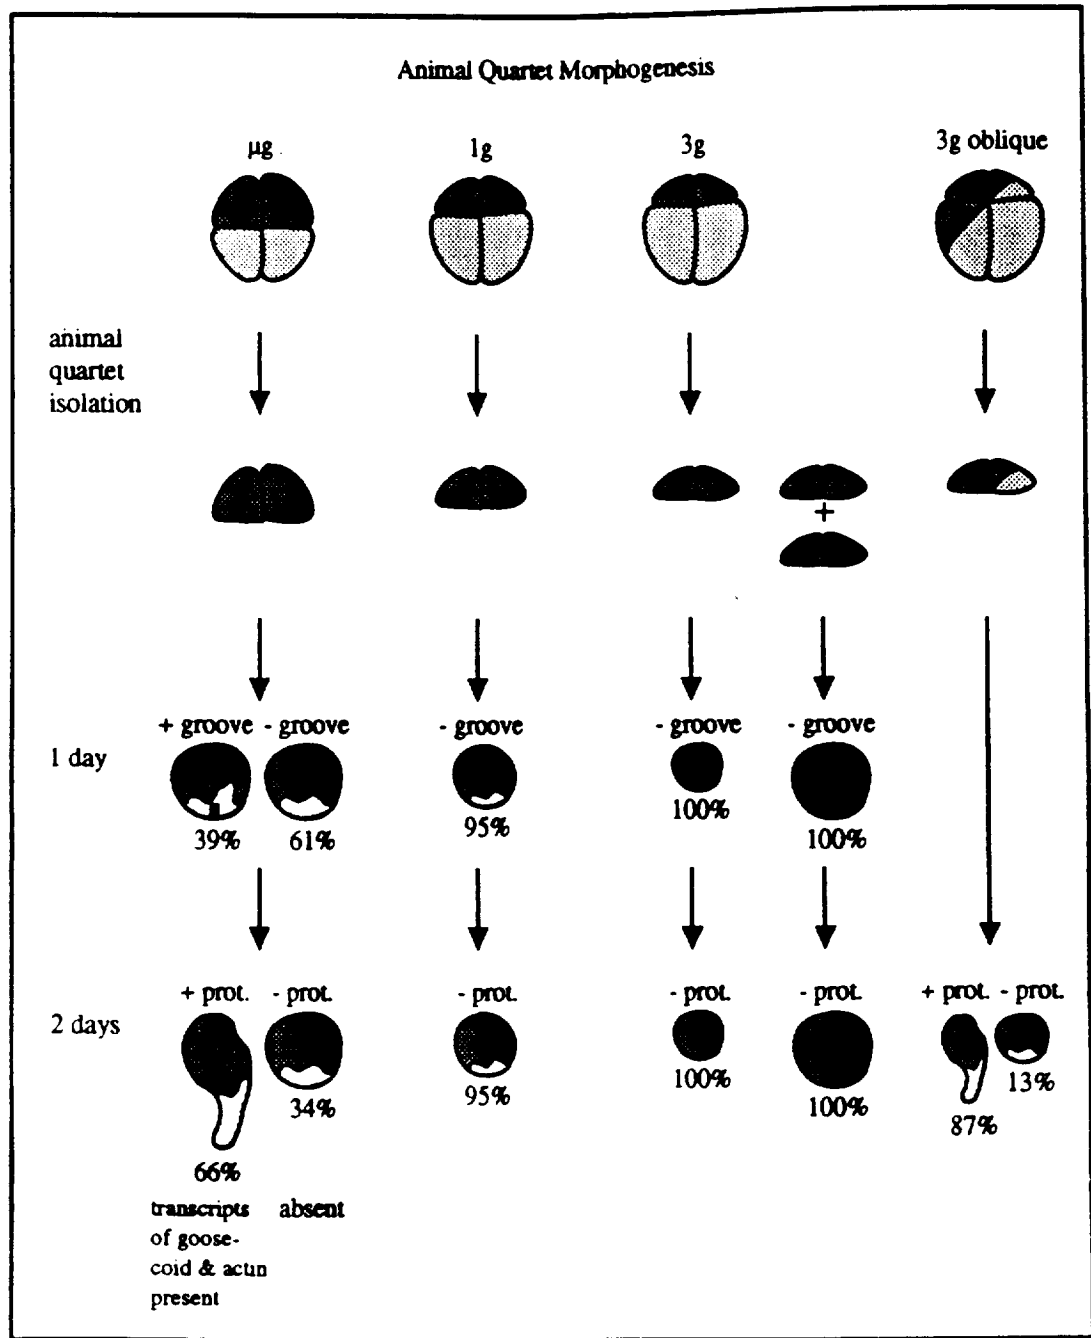 Animal Quartet Morphogenesis
µg 1g 3g 3g oblique
animal
quartet
isolation
+
+ groove - groove - groove - groove - groove
1 day
39% 61% 95% 100% 100%
+ prot. - prot. - prot. - prot. - prot. + prot. - prot.
2 days
34% 95% 100% 100% 13%
87%
66%
transcripts absent
of goose-
coid & actin
present